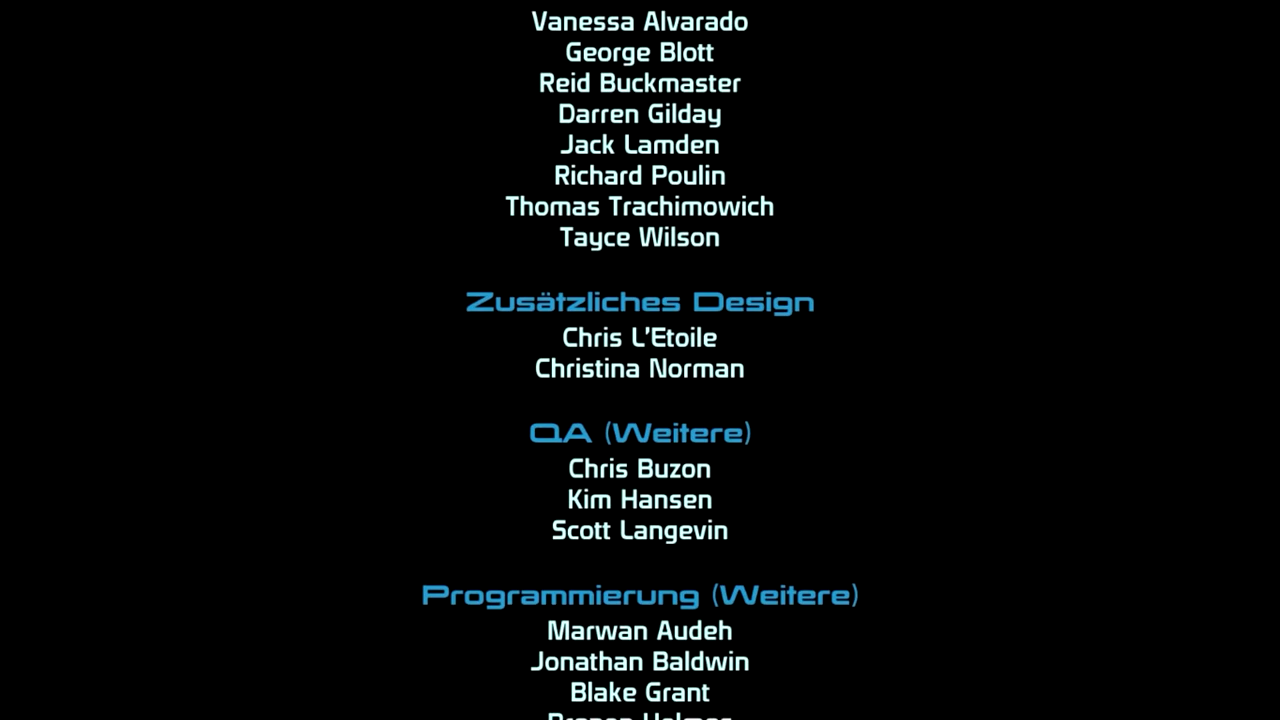 Vanessa Alvarado
George Blott
Reid Buckmaster
Darren Gilday
Jack Lamden
Richard Poulin
Thomas Trachimowich
Tayce Wilson
Zusätzliches Design
Chris L'Etoile
Christina Norman
QA (Weitere)
Chris Buzon
Kim Hansen
Scott Langevin
Programmierung (Weitere)
Marwan Audeh
Jonathan Baldwin
Blake Grant